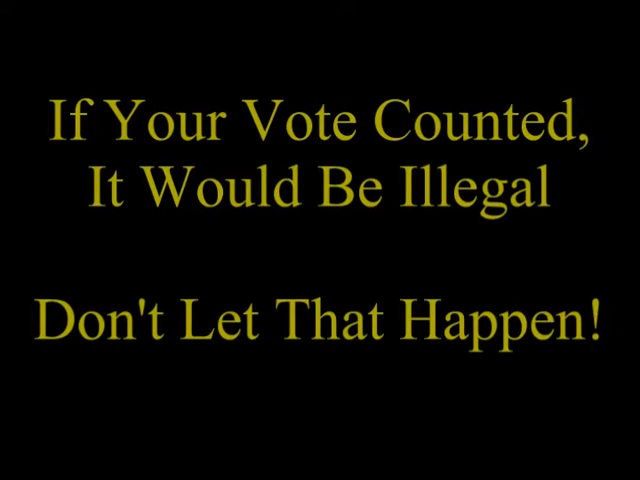 If Your Vote Counted,
It Would Be Illegal
Don't Let That Happen!